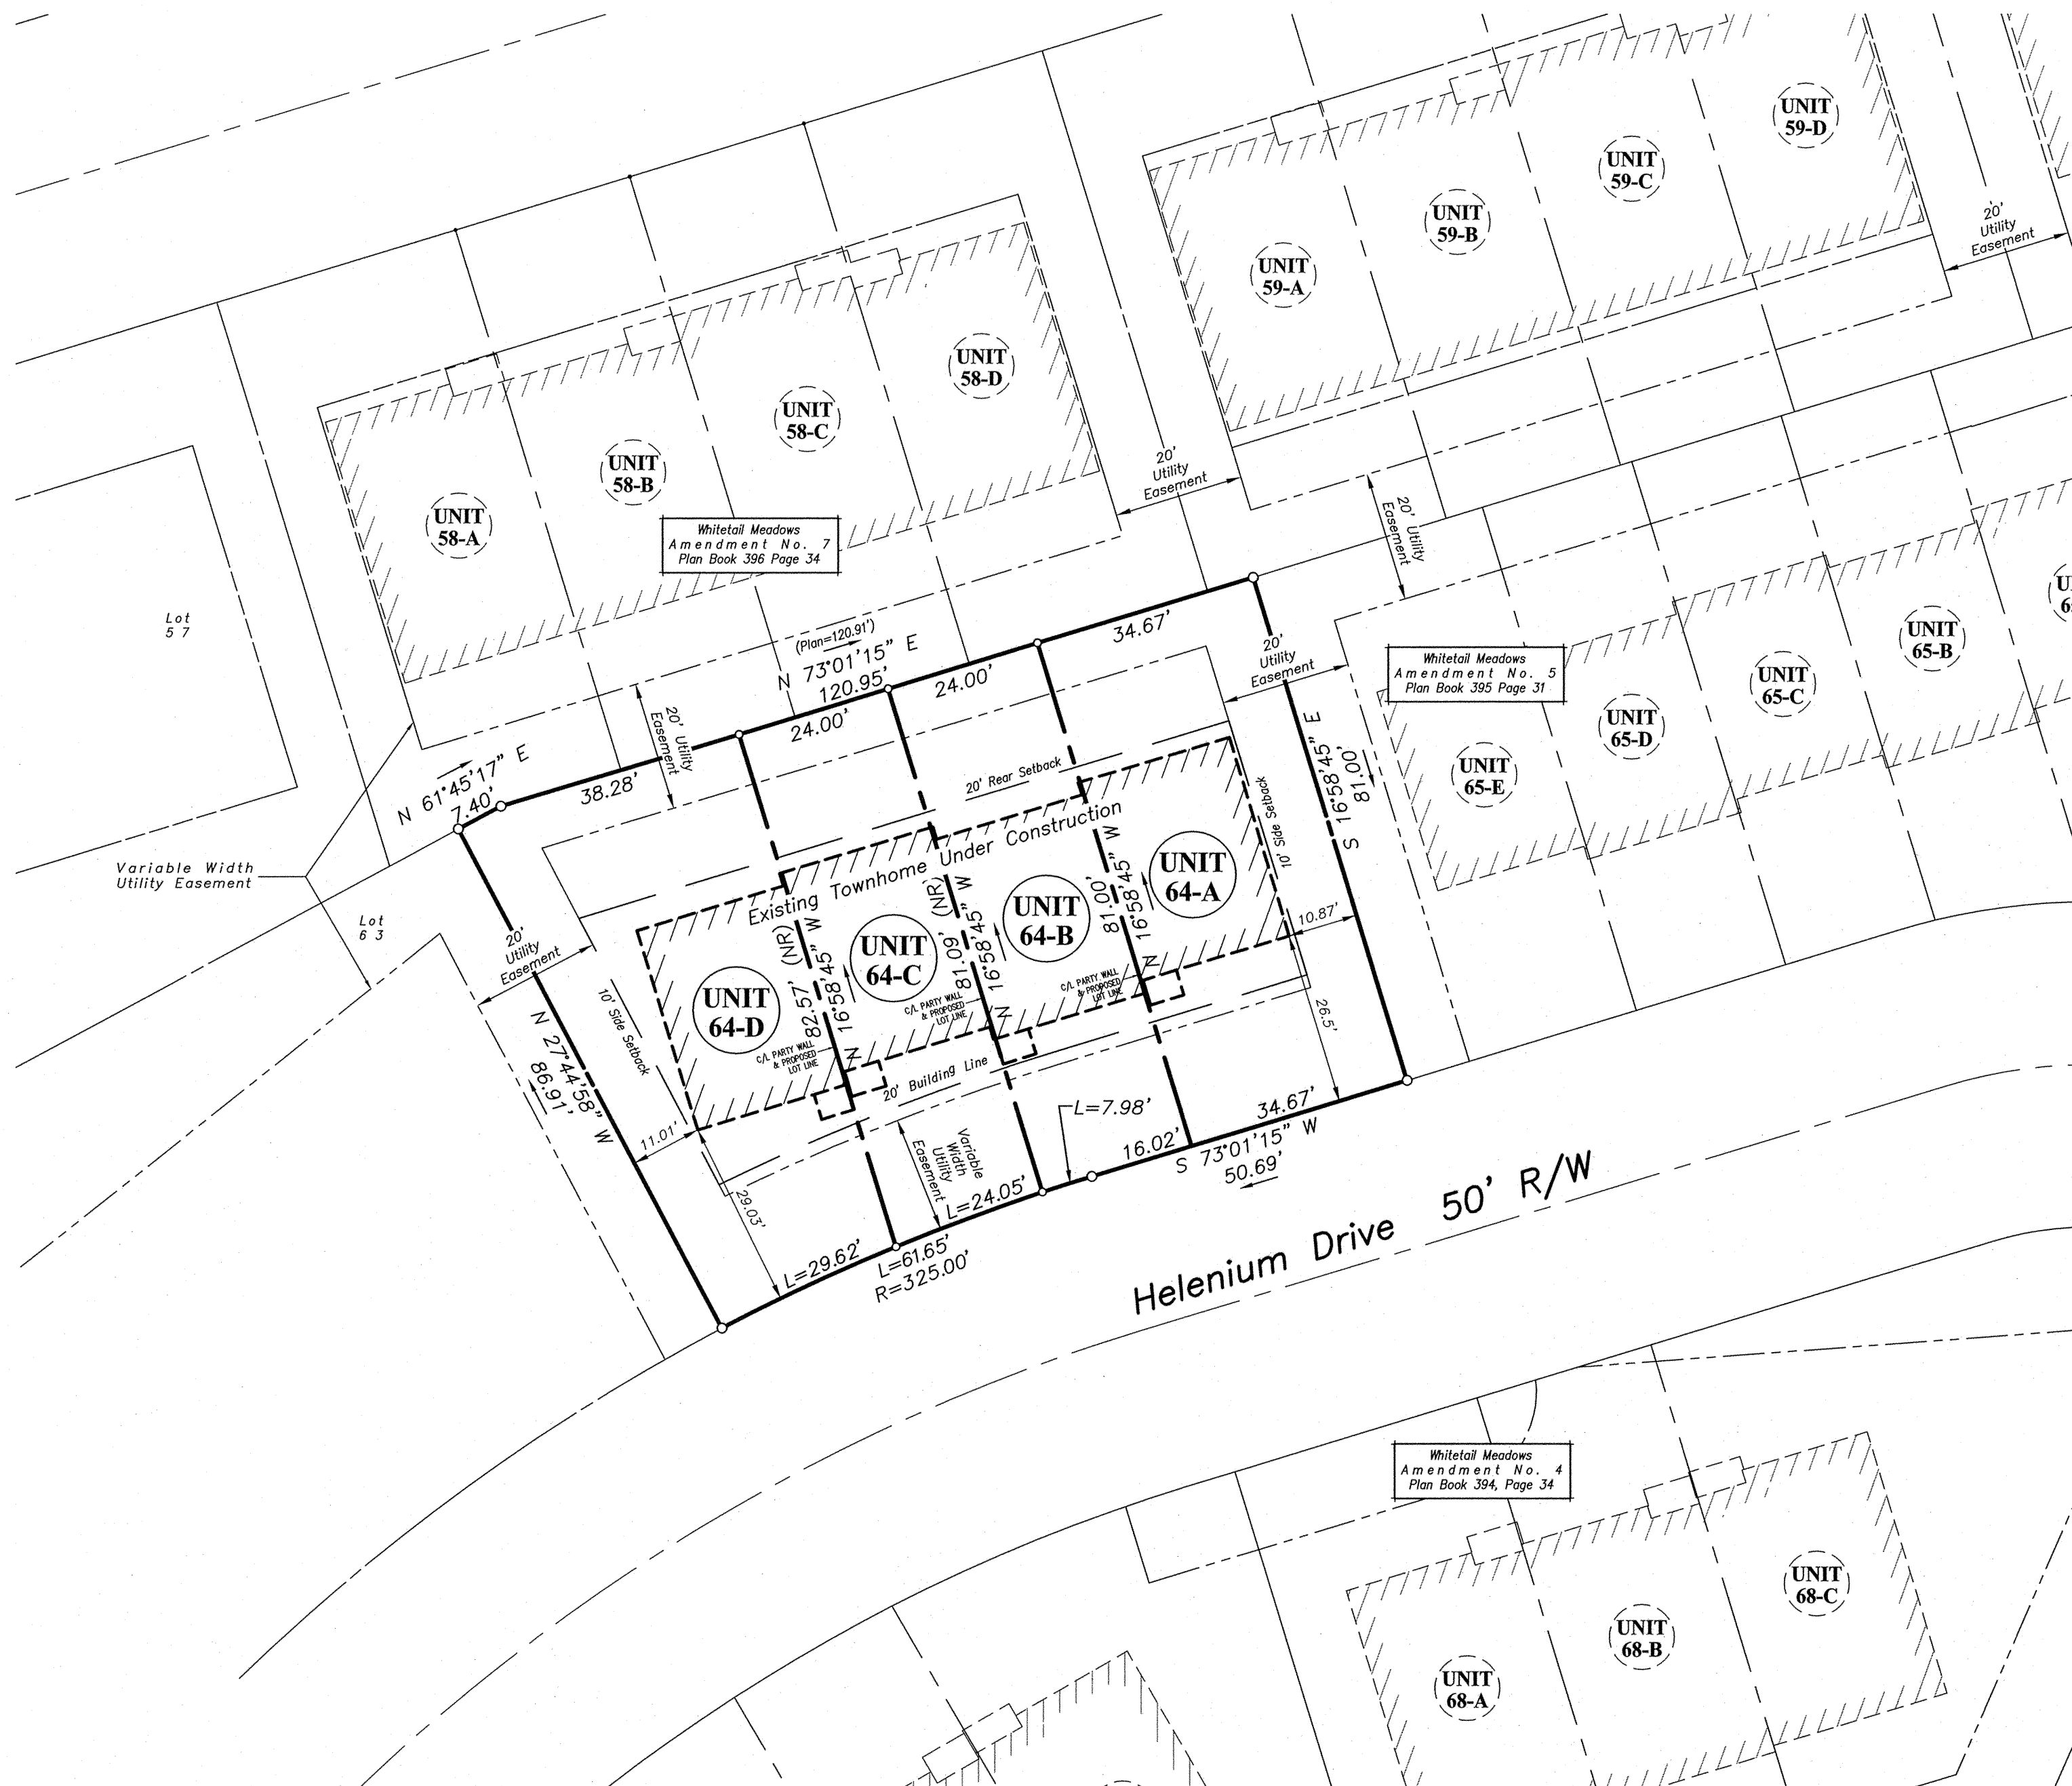 UNIT
59-D
UNIT
59-C
UNIT
59-B
UNIT
59-A
20'
Utility
Easement
UNIT
58-D
UNIT
58-C
UNIT
58-B
UNIT
58-A
20'
Utility
Easement
20' Utility
Easement
Whitetail Meadows
Amendment No. 7
Plan Book 396 Page 34
Lot
57
(Plan=120.91')
N 73°01'15" E
120.95'
34.67'
24.00'
24.00'
38.28'
20' Utility
Easement
N 61°45'17" E
7.40'
20'
Utility
Easement
Whitetail Meadows
Amendment No. 5
Plan Book 395 Page 31
UNIT
65-B
UNIT
65-C
UNIT
65-D
UNIT
65-E
S 16°58'45" E
81.00'
20' Rear Setback
10' Side Setback
Existing Townhome Under Construction
Variable Width
Utility Easement
Lot
63
20'
Utility
Easement
UNIT
64-A
UNIT
64-B
UNIT
64-C
UNIT
64-D
81.00'
N 16°58'45" W
81.09' (NR)
N 16°58'45" W
82.57' (NR)
N 16°58'45" W
C/L PARTY WALL
& PROPOSED
LOT LINE
C/L PARTY WALL
& PROPOSED
LOT LINE
C/L PARTY WALL
& PROPOSED
LOT LINE
10.87'
26.5'
10' Side Setback
N 27°44'58" W
86.91'
11.01'
29.03'
20' Building Line
Variable
Width
Utility
Easement
L=7.98'
34.67'
16.02'
S 73°01'15" W
50.69'
L=24.05'
L=29.62'
L=61.65'
R=325.00'
Helenium Drive 50' R/W
Whitetail Meadows
Amendment No. 4
Plan Book 394, Page 34
UNIT
68-C
UNIT
68-B
UNIT
68-A